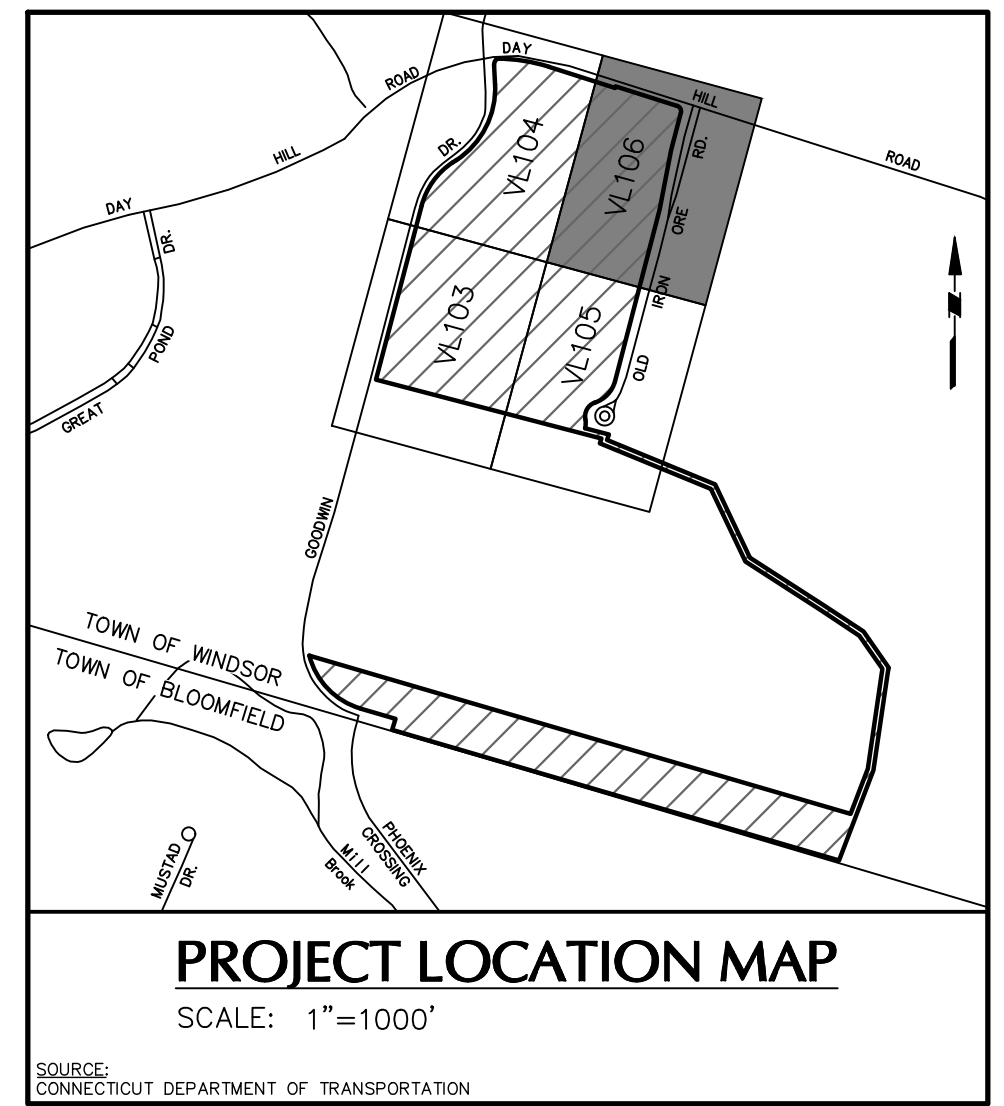 DAY
HILL
ROAD
DAY
HILL
ROAD
DR.
VL104
VL106
RD.
ORE
IRON
OLD
DR.
POND
GREAT
VL103
VL105
GOODWIN
N
TOWN OF WINDSOR
TOWN OF BLOOMFIELD
PHOENIX
CROSSING
Mill
Brook
MUSTAD
DR.
PROJECT LOCATION MAP
SCALE: 1"=1000'
SOURCE:
CONNECTICUT DEPARTMENT OF TRANSPORTATION